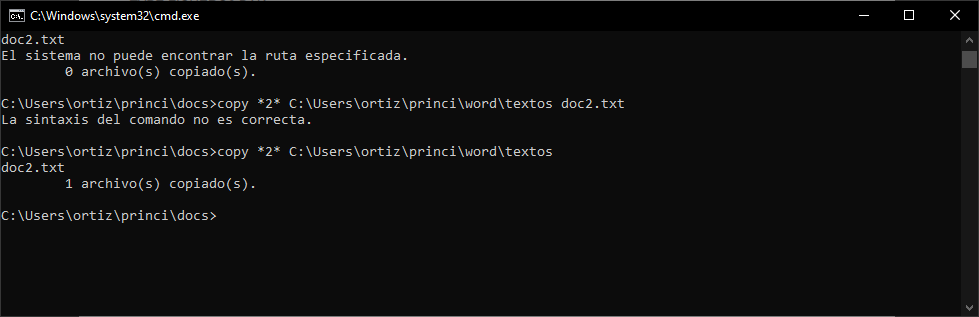 C:\Windows\system32\cmd.exe
doc2.txt
El sistema no puede encontrar la ruta especificada.
        0 archivo(s) copiado(s).
C:\Users\ortiz\princi\docs>copy *2* C:\Users\ortiz\princi\word\textos doc2.txt
La sintaxis del comando no es correcta.
C:\Users\ortiz\princi\docs>copy *2* C:\Users\ortiz\princi\word\textos
doc2.txt
        1 archivo(s) copiado(s).
C:\Users\ortiz\princi\docs>